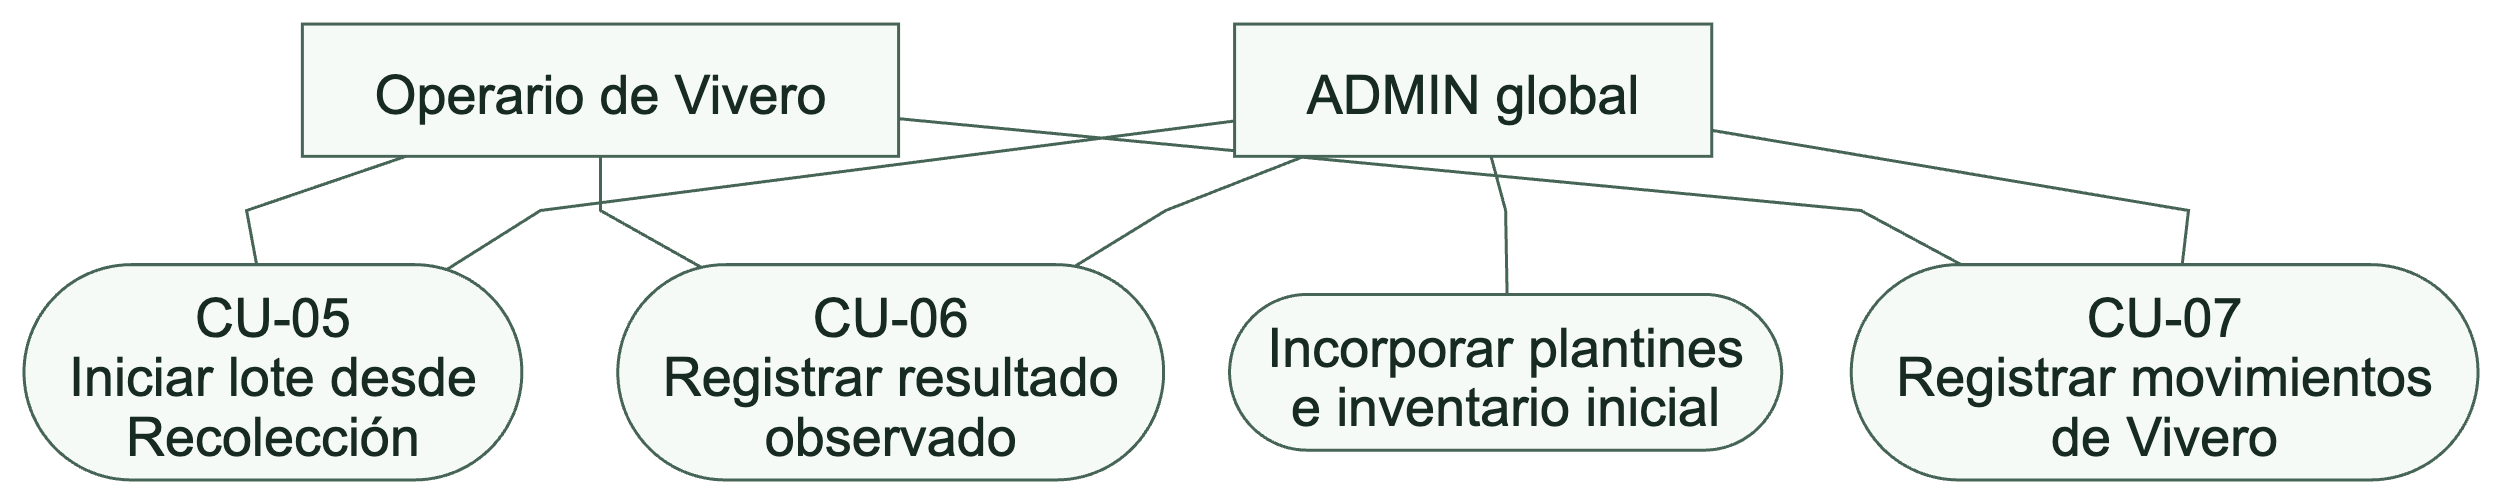 Operario de Vivero
ADMIN global
CU-05
Iniciar lote desde
Recolección
CU-06
Registrar resultado
observado
Incorporar plantines
e inventario inicial
CU-07
Registrar movimientos
de Vivero